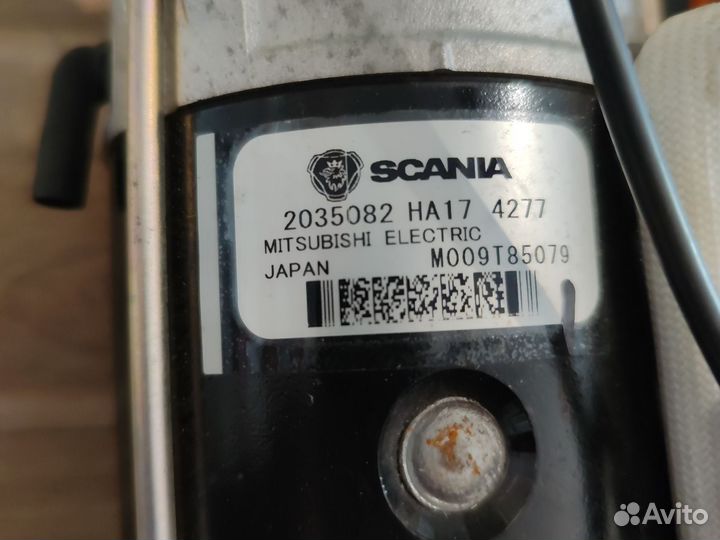 SCANIA
2035082 HA17 4277
MITSUBISHI ELECTRIC
JAPAN M009T85079
Avito